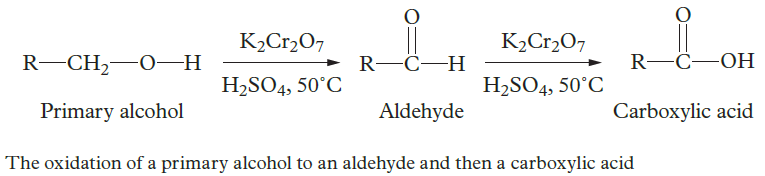 O
O
K₂Cr₂O₇
K₂Cr₂O₇
R—CH₂—O—H
R—C—H
R—C—OH
H₂SO₄, 50°C
H₂SO₄, 50°C
Primary alcohol
Aldehyde
Carboxylic acid
The oxidation of a primary alcohol to an aldehyde and then a carboxylic acid